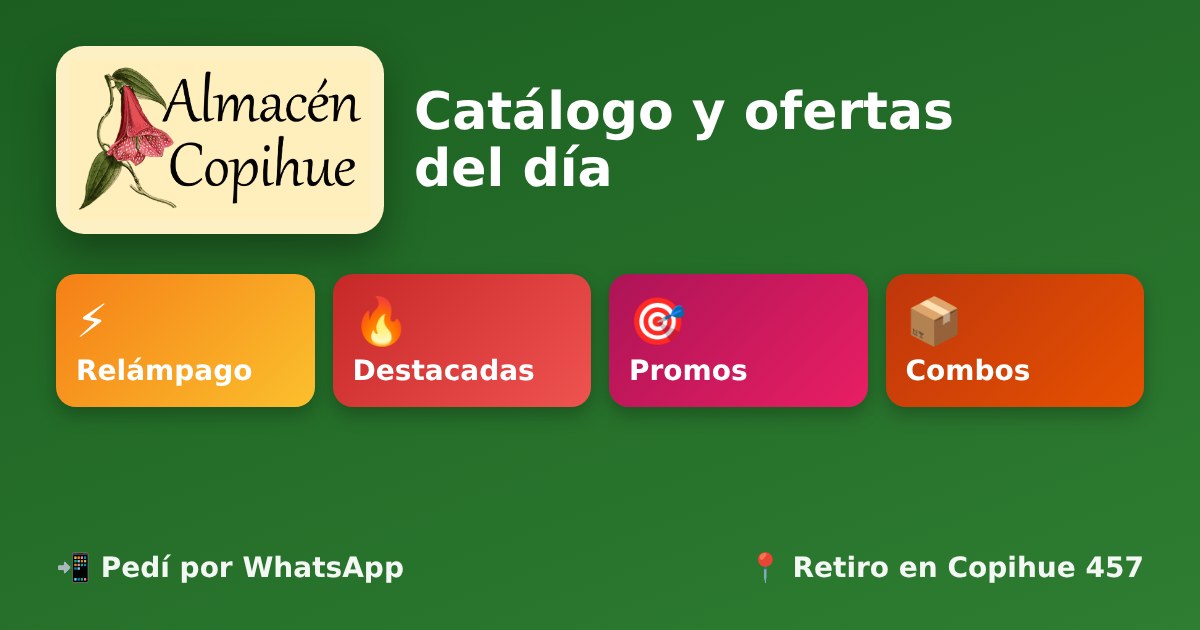 Almacén
Copihue
Catálogo y ofertas
del día
Relámpago
Destacadas
Promos
Combos
Pedí por WhatsApp
Retiro en Copihue 457